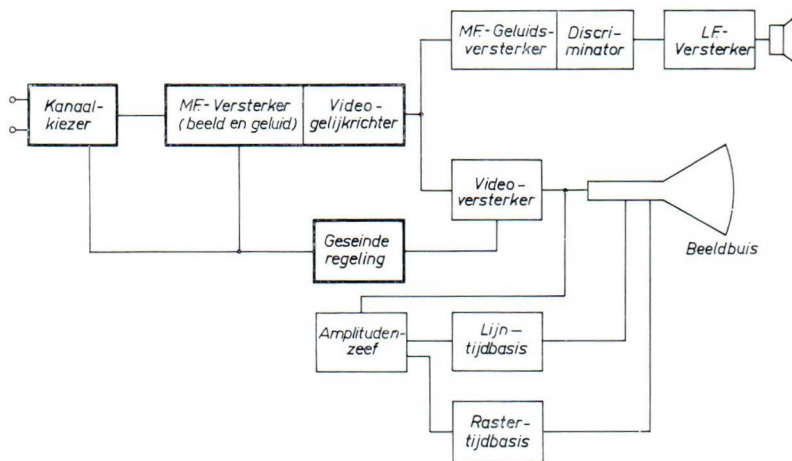 MF.-Geluids-
versterker
Discri-
minator
LF.-
Versterker
Kanaal-
kiezer
MF.-Versterker
(beeld en geluid)
Video-
gelijkrichter
Video-
versterker
Beeldbuis
Geseinde
regeling
Amplituden-
zeef
Lijn-
tijdbasis
Raster-
tijdbasis